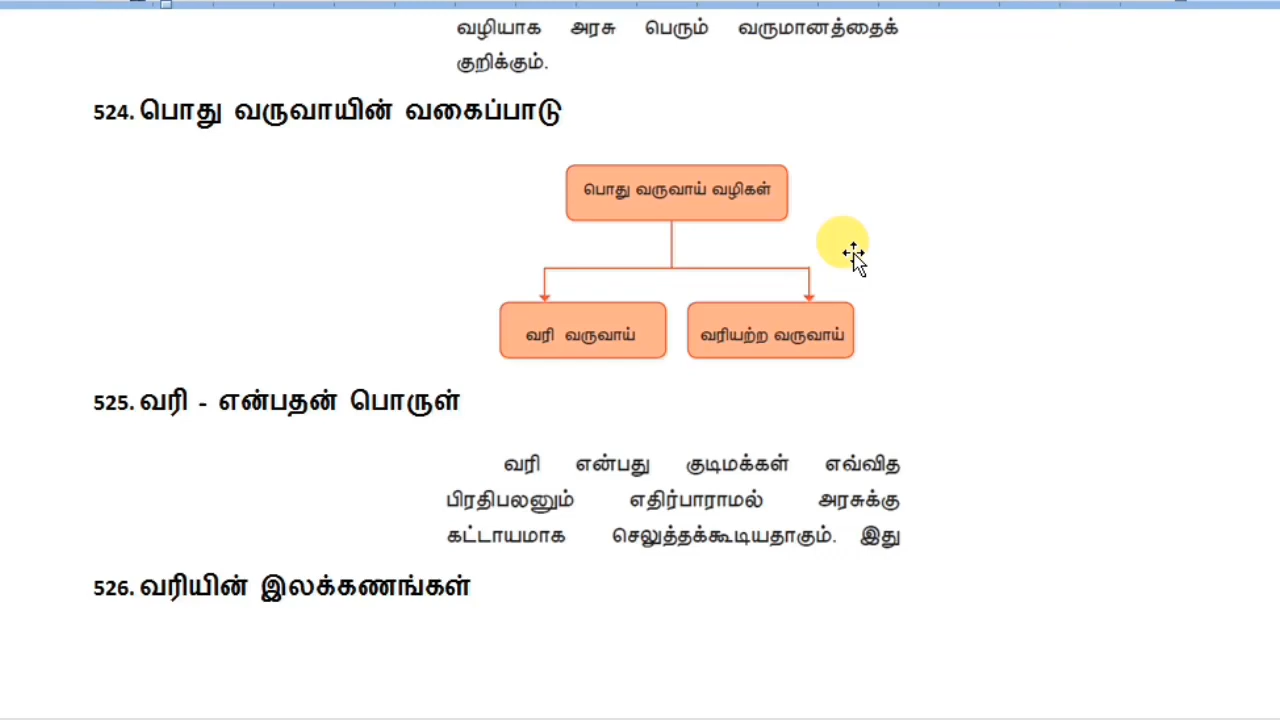 வழியாக அரசு பெரும் வருமானத்தைக்
குறிக்கும்.
524. பொது வருவாயின் வகைப்பாடு
பொது வருவாய் வழிகள்
வரி வருவாய்
வரியற்ற வருவாய்
525. வரி - என்பதன் பொருள்
வரி என்பது குடிமக்கள் எவ்வித
பிரதிபலனும் எதிர்பாராமல் அரசுக்கு
கட்டாயமாக செலுத்தக்கூடியதாகும். இது
526. வரியின் இலக்கணங்கள்